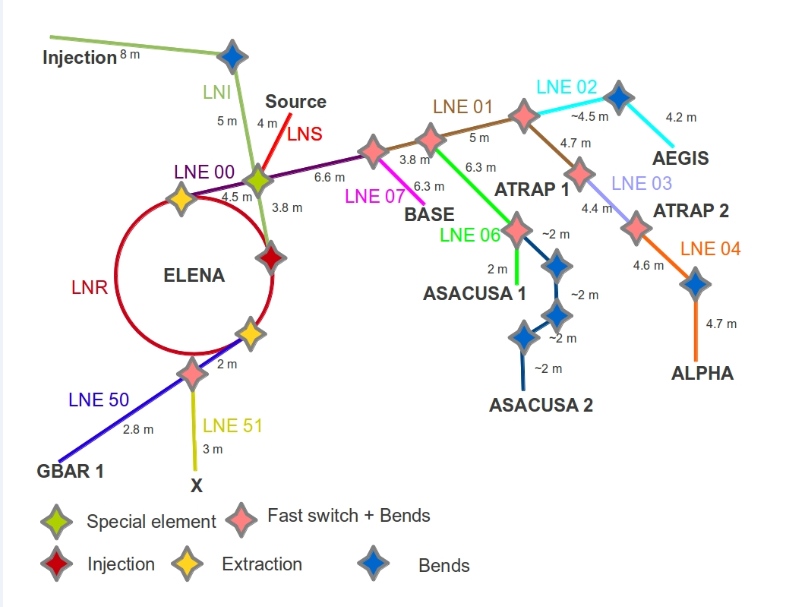 Injection 8 m
LNI
5 m
Source
4 m
LNS
LNE 00
4.5 m
3.8 m
6.6 m
LNE 01
3.8 m
5 m
LNE 02
~4.5 m
4.2 m
AEGIS
LNE 07
6.3 m
BASE
6.3 m
4.7 m
ATRAP 1
LNE 03
4.4 m
ATRAP 2
LNE 06
~2 m
2 m
ASACUSA 1
~2 m
~2 m
~2 m
ASACUSA 2
LNE 04
4.6 m
4.7 m
ALPHA
LNR
ELENA
2 m
LNE 50
2.8 m
GBAR 1
LNE 51
3 m
X
Special element
Fast switch + Bends
Injection
Extraction
Bends